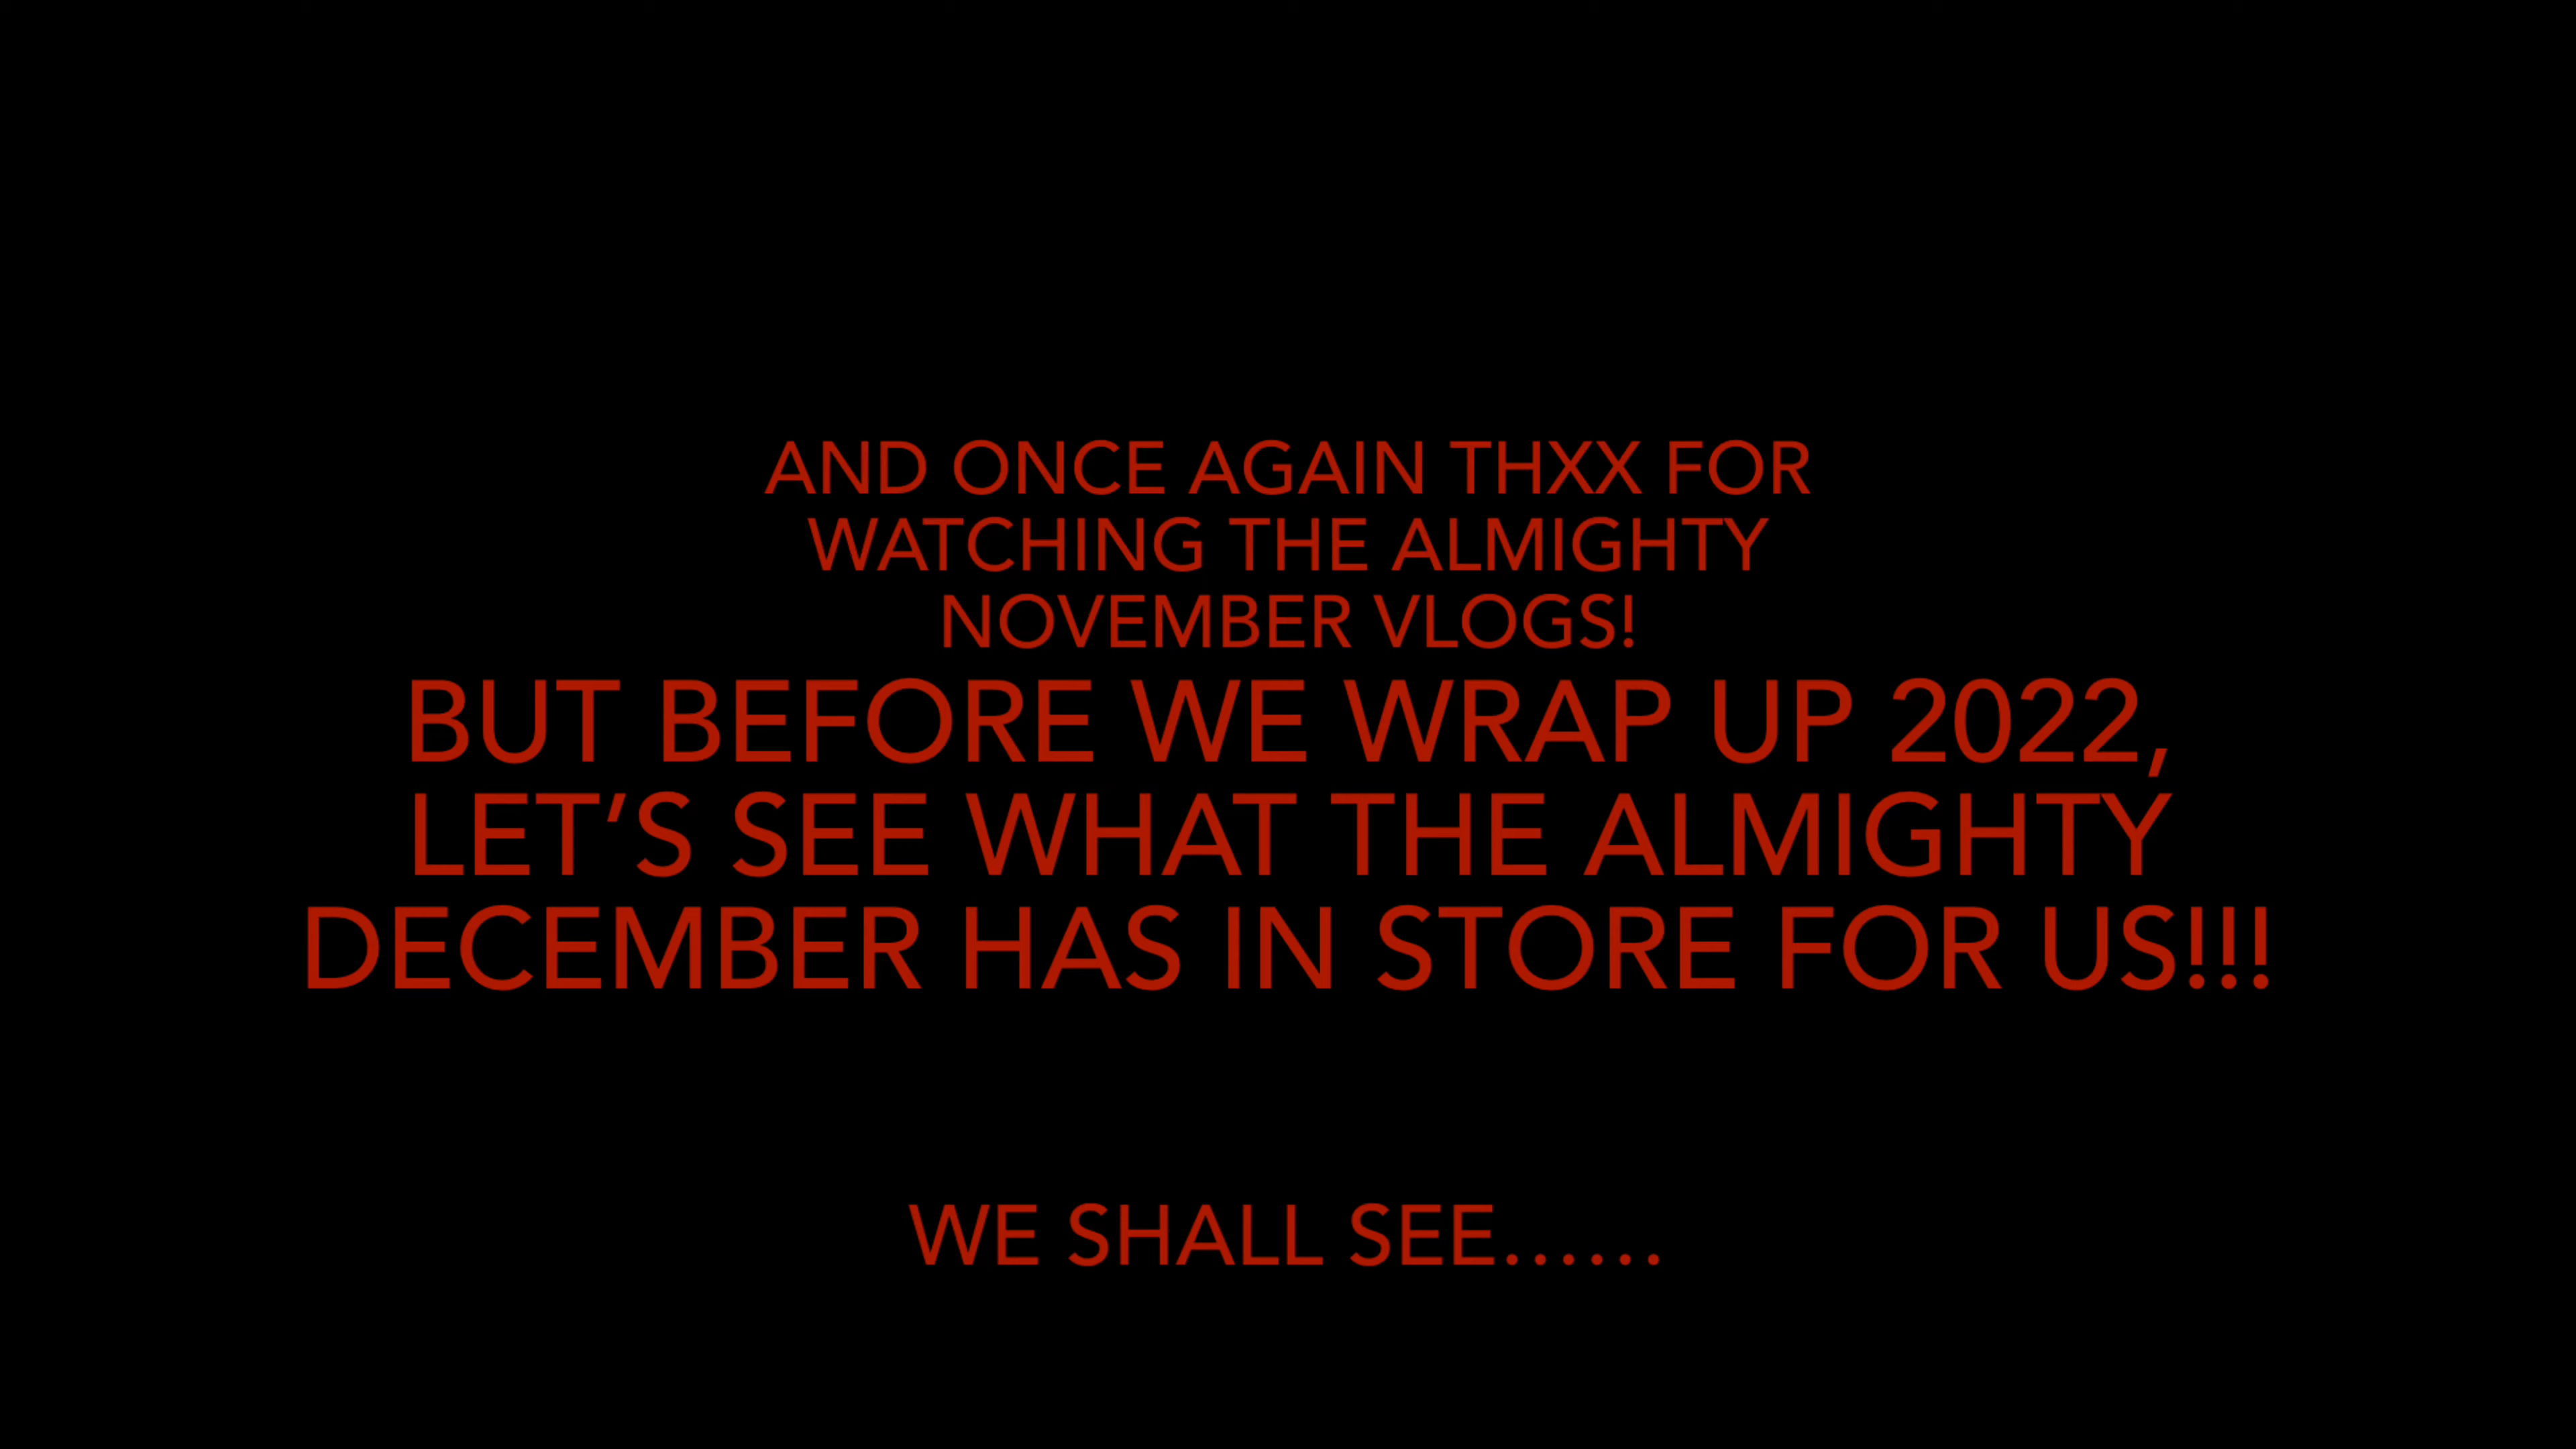 AND ONCE AGAIN THXX FOR
WATCHING THE ALMIGHTY
NOVEMBER VLOGS!
BUT BEFORE WE WRAP UP 2022,
LET’S SEE WHAT THE ALMIGHTY
DECEMBER HAS IN STORE FOR US!!!
WE SHALL SEE......